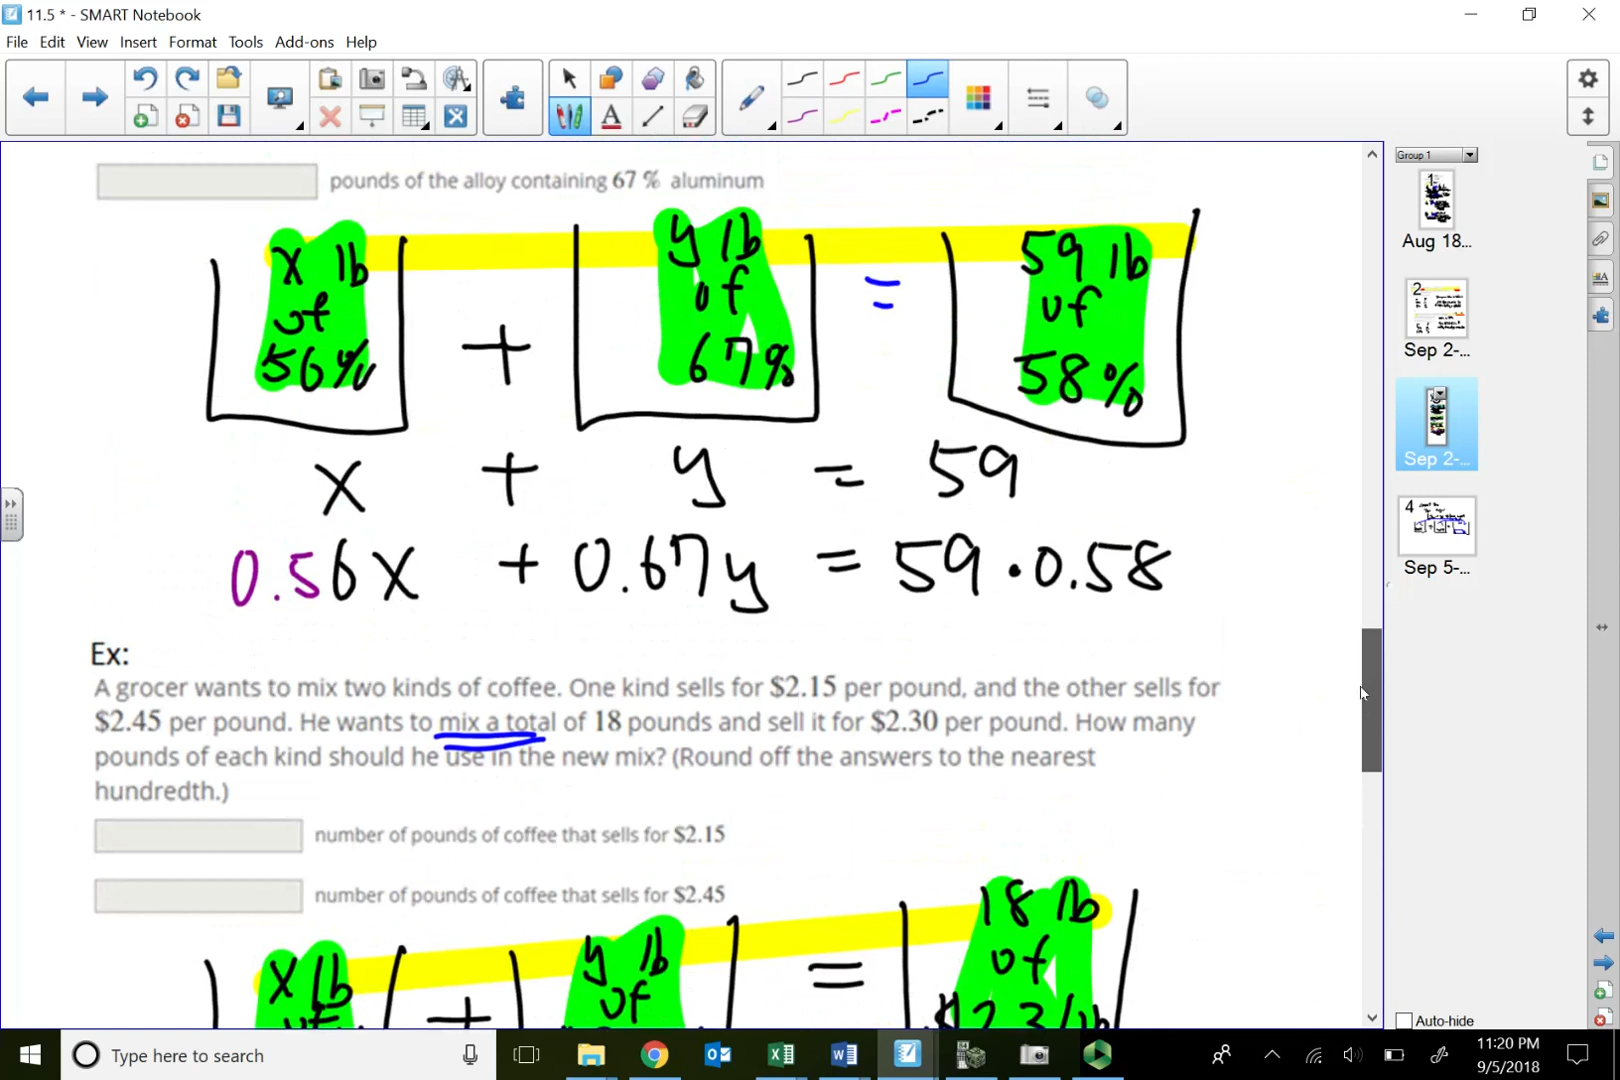 11.5 * - SMART Notebook
File Edit View Insert Format Tools Add-ons Help
Group 1
pounds of the alloy containing 67 % aluminum
x lb y lb 59 lb
of of = of
56% + 67% 58%
x + y = 59
0.56x + 0.67y = 59 · 0.58
Ex:
A grocer wants to mix two kinds of coffee. One kind sells for $2.15 per pound, and the other sells for
$2.45 per pound. He wants to mix a total of 18 pounds and sell it for $2.30 per pound. How many
pounds of each kind should he use in the new mix? (Round off the answers to the nearest
hundredth.)
number of pounds of coffee that sells for $2.15
number of pounds of coffee that sells for $2.45
18 lb
x lb y lb = of
of + of $2.3/lb
1
Aug 18...
2
Sep 2-...
Sep 2-...
4
Sep 5-...
Auto-hide
Type here to search
11:20 PM
9/5/2018